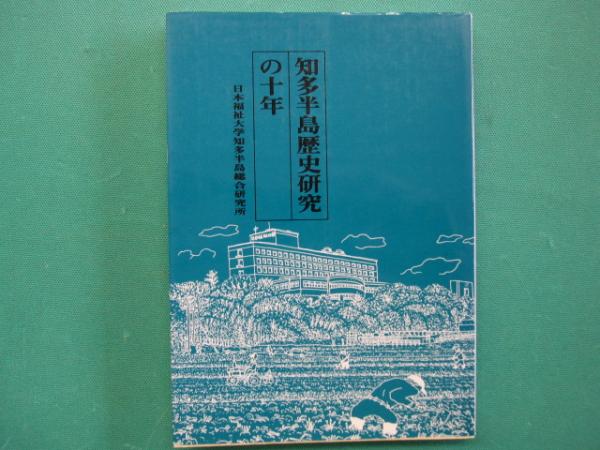 知多半島歴史研究
の十年
日本福祉大学知多半島総合研究所